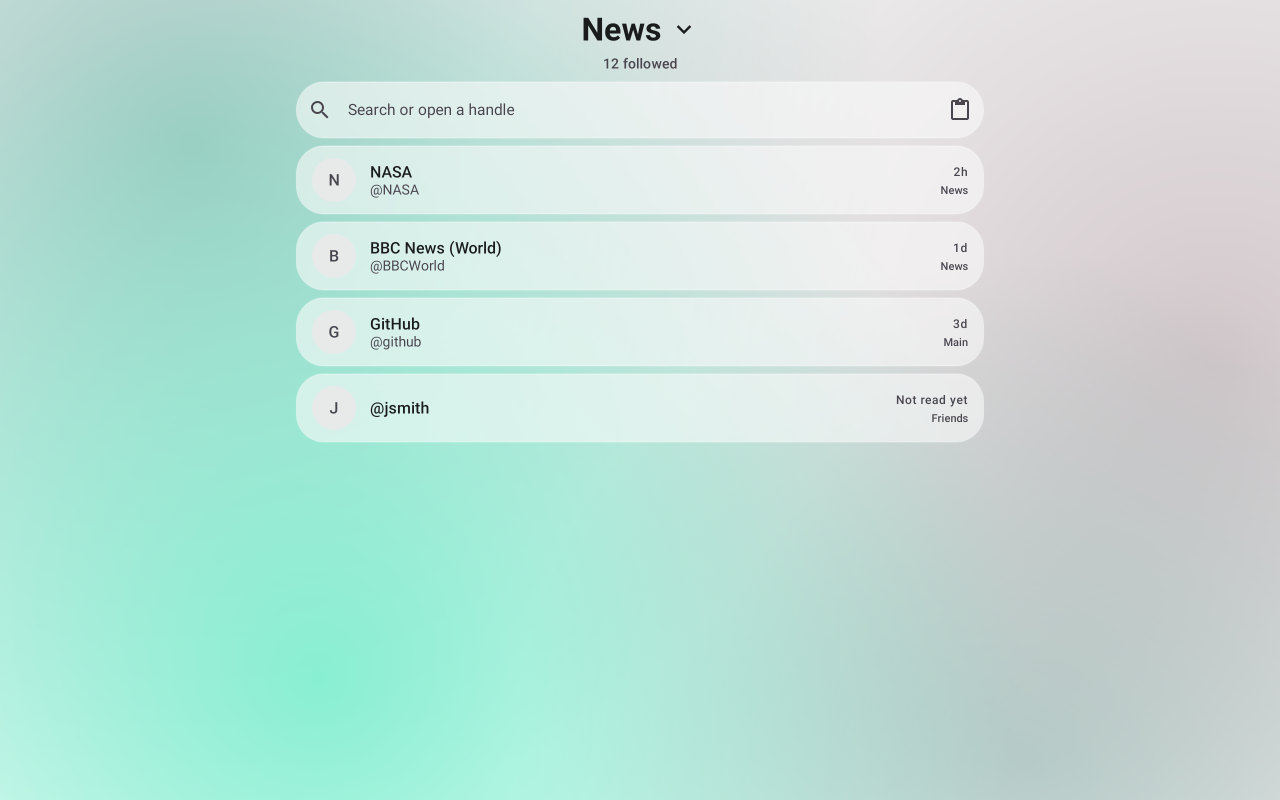 News
12 followed
Search or open a handle
N
NASA
@NASA
2h
News
B
BBC News (World)
@BBCWorld
1d
News
G
GitHub
@github
3d
Main
J
@jsmith
Not read yet
Friends